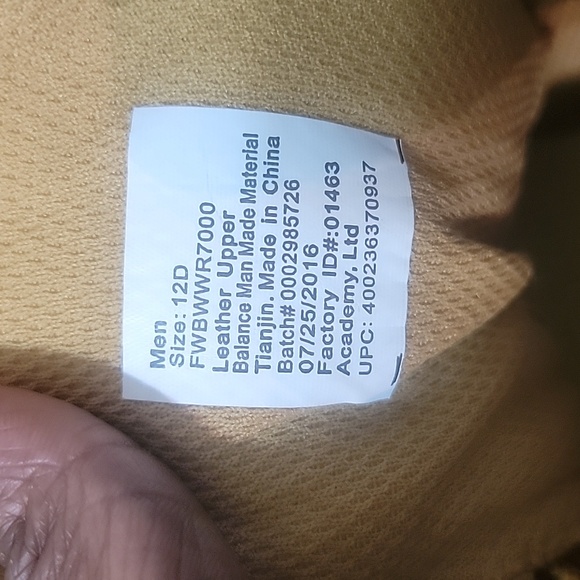 Men
Size: 12D
FWBWWR7000
Leather Upper
Balance Man Made Material
Tianjin. Made in China
Batch# 0002985726
07/25/2016
Factory ID#:01463
Academy, Ltd
UPC: 400236370937